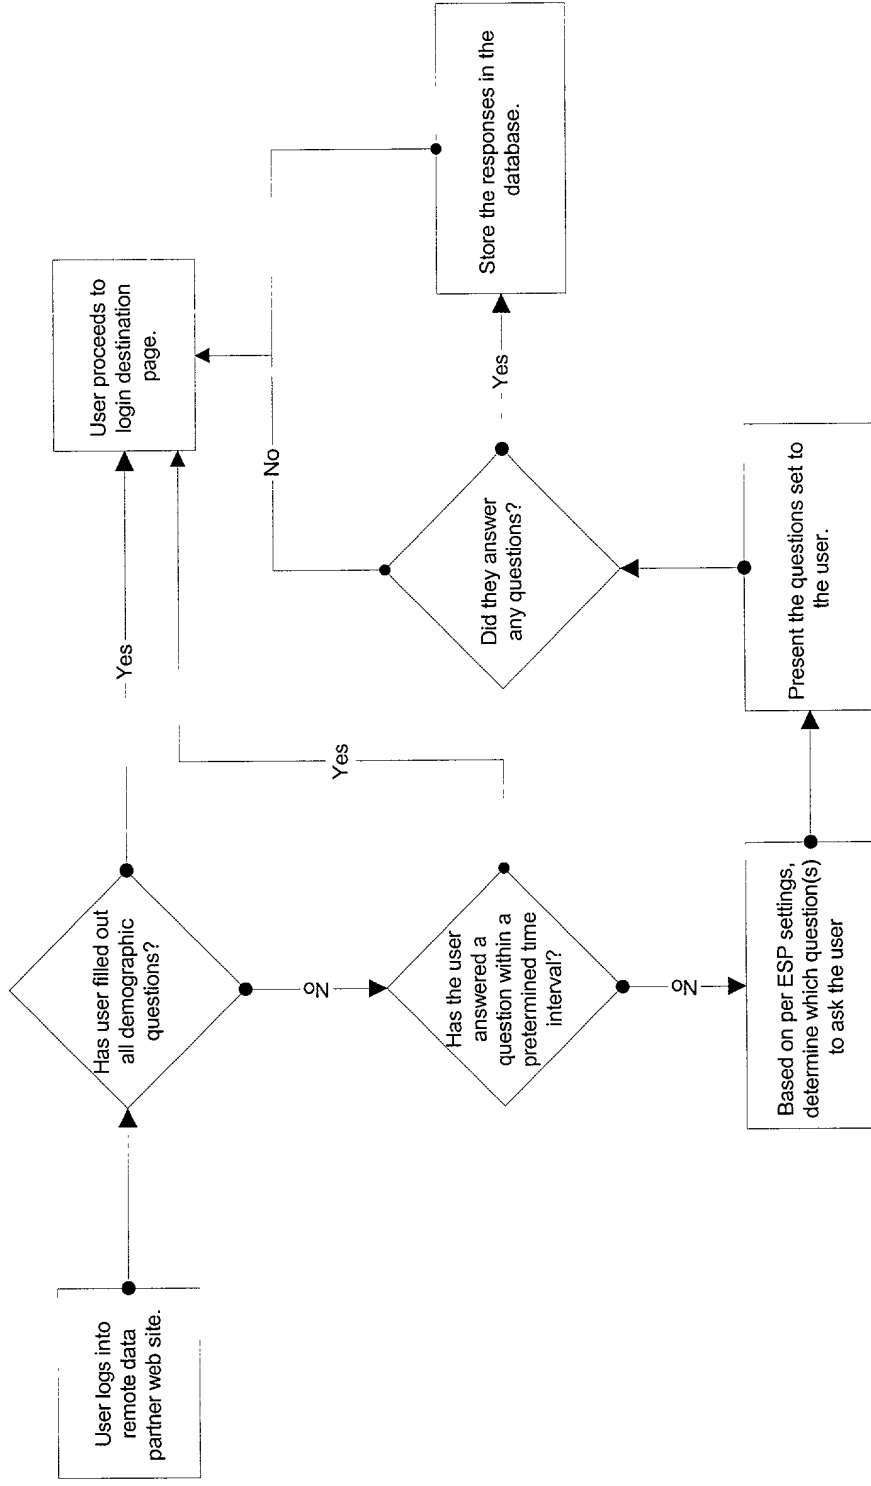 User logs into
remote data
partner web site.
Has user filled out
all demographic
questions?
Yes
User proceeds to
login destination
page.
No
Has the user
answered a
question within a
pretermined time
interval?
Yes
No
Based on per ESP settings,
determine which question(s)
to ask the user
Present the questions set to
the user.
Did they answer
any questions?
No
Yes
Store the responses in the
database.